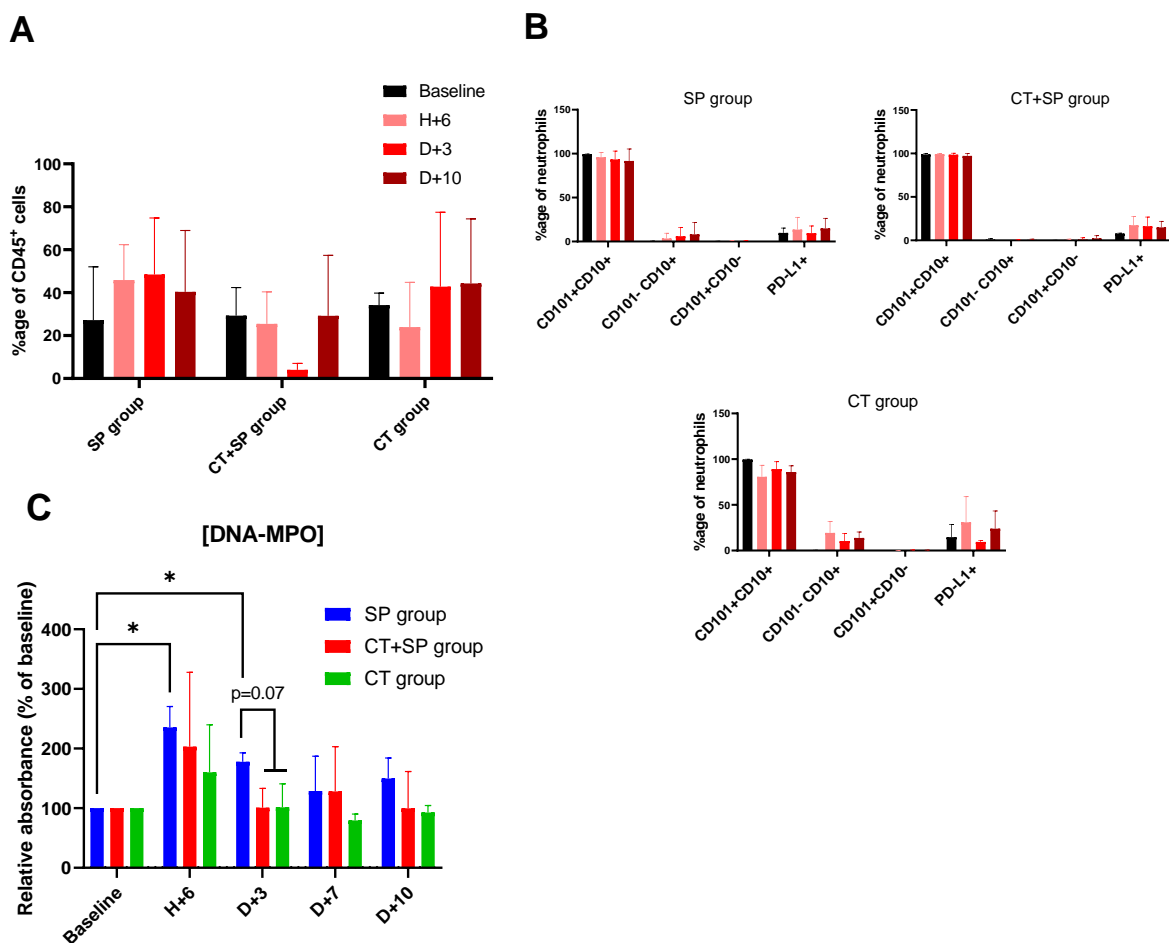 A
Baseline
H+6
D+3
D+10
%age of CD45+ cells
100
80
60
40
20
0
SP group
CT+SP group
CT group
B
SP group
%age of neutrophils
150
100
50
0
CD101+CD10+
CD101- CD10+
CD101+CD10-
PD-L1+
CT+SP group
%age of neutrophils
150
100
50
0
CD101+CD10+
CD101- CD10+
CD101+CD10-
PD-L1+
CT group
%age of neutrophils
150
100
50
0
CD101+CD10+
CD101- CD10+
CD101+CD10-
PD-L1+
C
[DNA-MPO]
SP group
CT+SP group
CT group
*
*
p=0.07
Relative absorbance (% of baseline)
400
300
200
100
0
Baseline
H+6
D+3
D+7
D+10